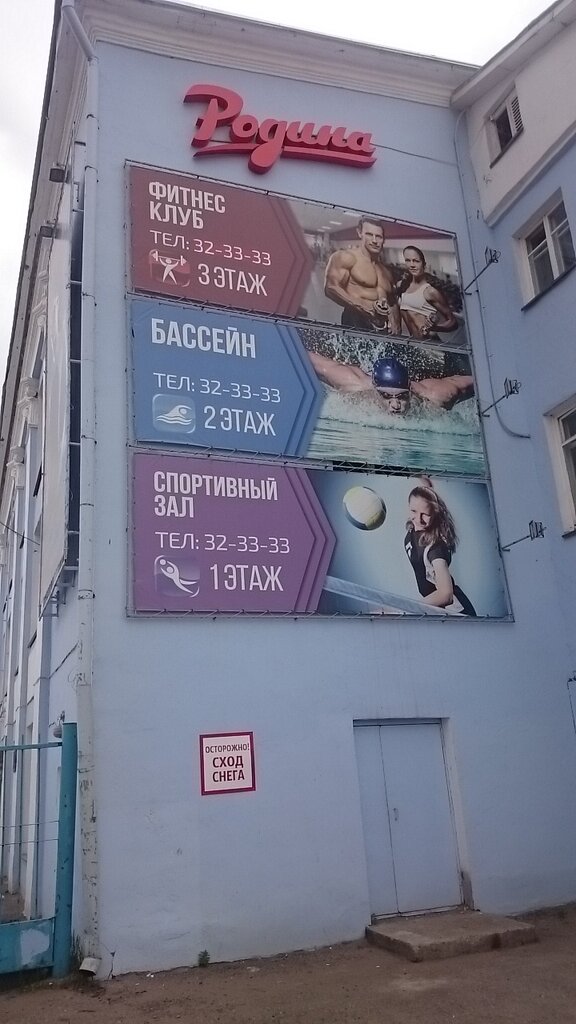 Родина
ФИТНЕС
КЛУБ
ТЕЛ: 32-33-33
3 ЭТАЖ
БАССЕЙН
ТЕЛ: 32-33-33
2 ЭТАЖ
СПОРТИВНЫЙ
ЗАЛ
ТЕЛ: 32-33-33
1 ЭТАЖ
ОСТОРОЖНО!
СХОД
СНЕГА